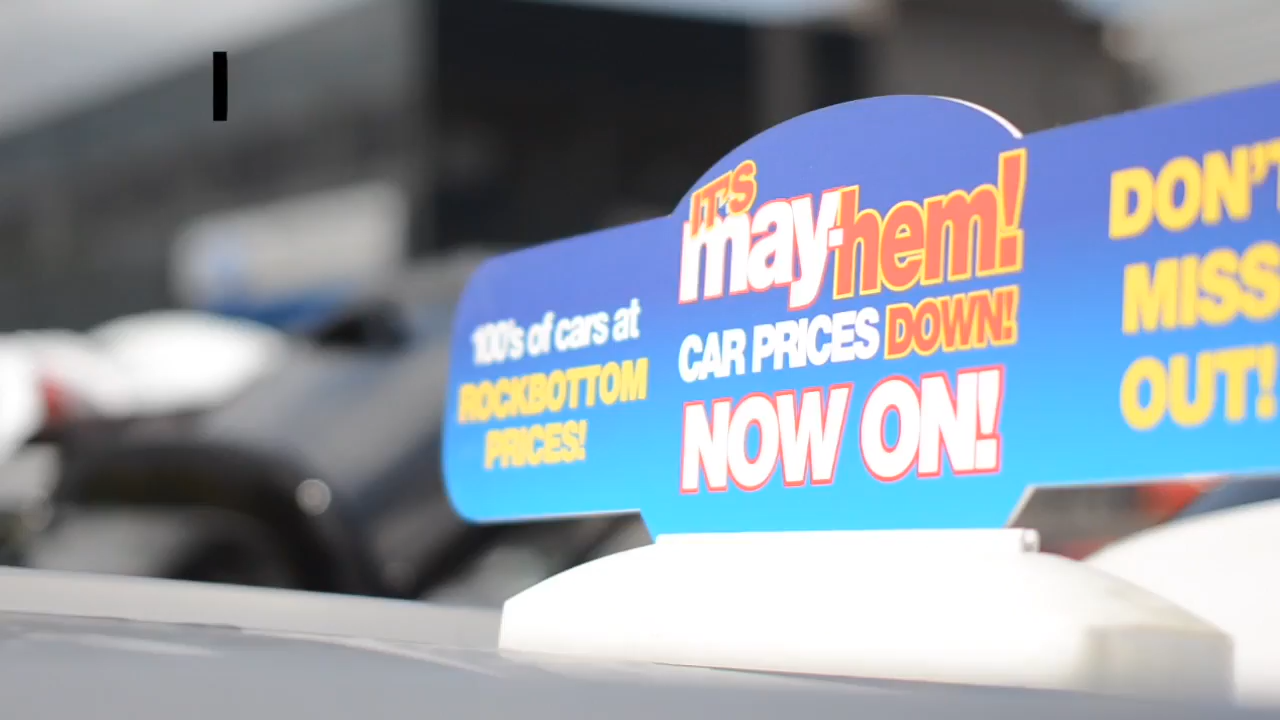 100's of cars at
ROCKBOTTOM
PRICES!
IT'S
may-hem!
CAR PRICES DOWN!
NOW ON!
DON'T
MISS
OUT!